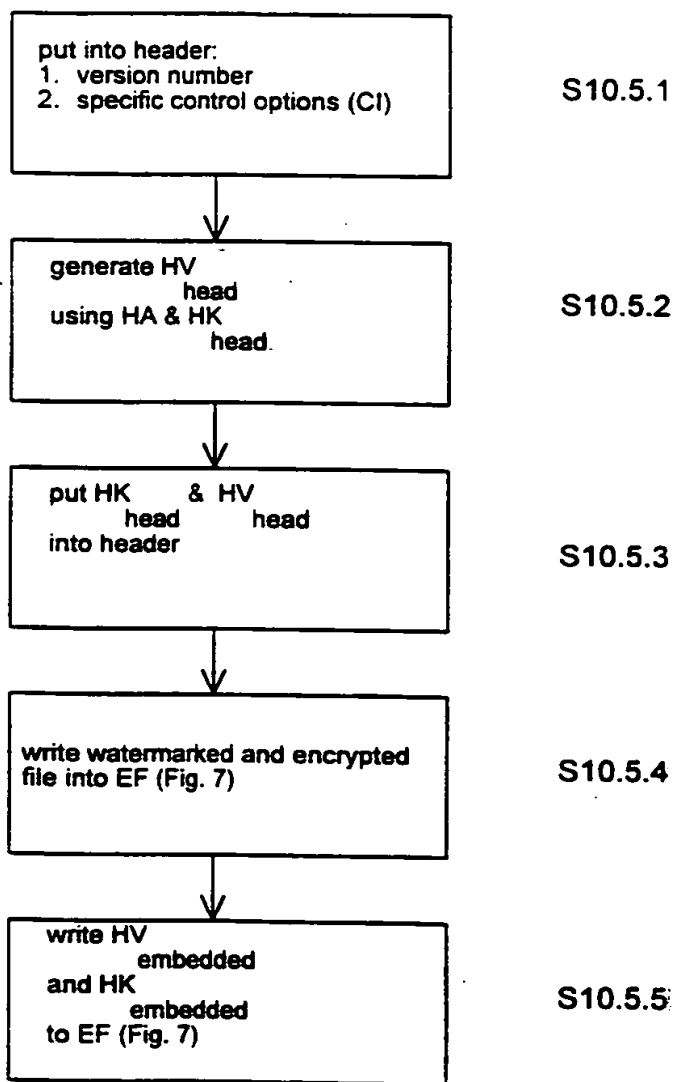 put into header:
1. version number
2. specific control options (CI)
S10.5.1
generate HV
head
using HA & HK
head
S10.5.2
put HK & HV
head head
into header
S10.5.3
write watermarked and encrypted
file into EF (Fig. 7)
S10.5.4
write HV
embedded
and HK
embedded
to EF (Fig. 7)
S10.5.5